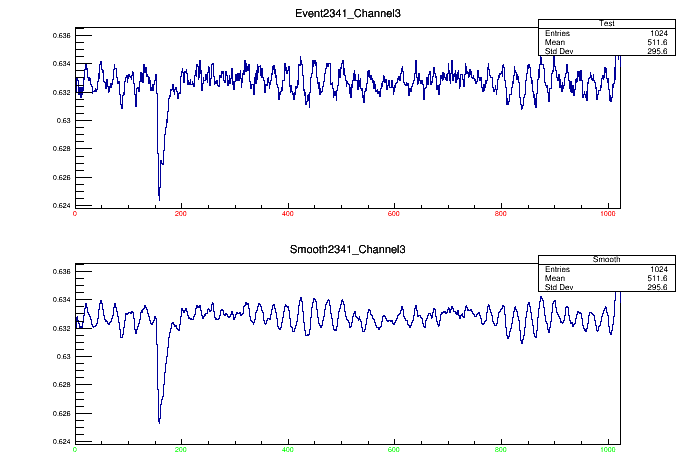 Event2341_Channel3
Test
Entries 1024
Mean 511.6
Std Dev 295.6
0.636
0.634
0.632
0.63
0.628
0.626
0.624
0 200 400 600 800 1000
Smooth2341_Channel3
Smooth
Entries 1024
Mean 511.6
Std Dev 295.6
0.636
0.634
0.632
0.63
0.628
0.626
0.624
0 200 400 600 800 1000